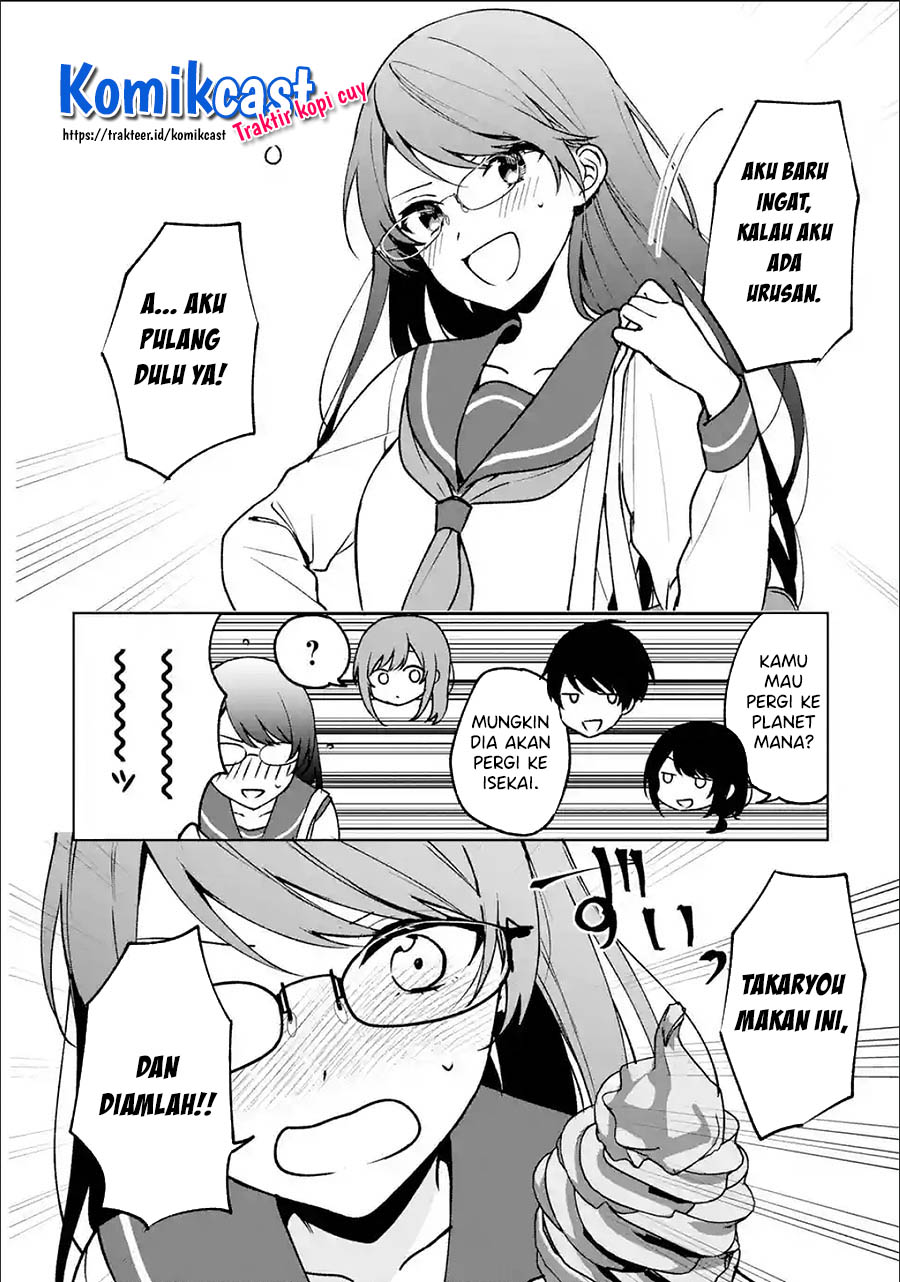 Komikcast
Traktir kopi cuy
https://trakteer.id/komikcast
AKU BARU
INGAT,
KALAU AKU
ADA
URUSAN.
A... AKU
PULANG
DULU YA!
KAMU
MAU
PERGI KE
PLANET
MANA?
MUNGKIN
DIA AKAN
PERGI KE
ISEKAI.
?
ずいっ
TAKARYOU
MAKAN INI,
DAN
DIAMLAH!!